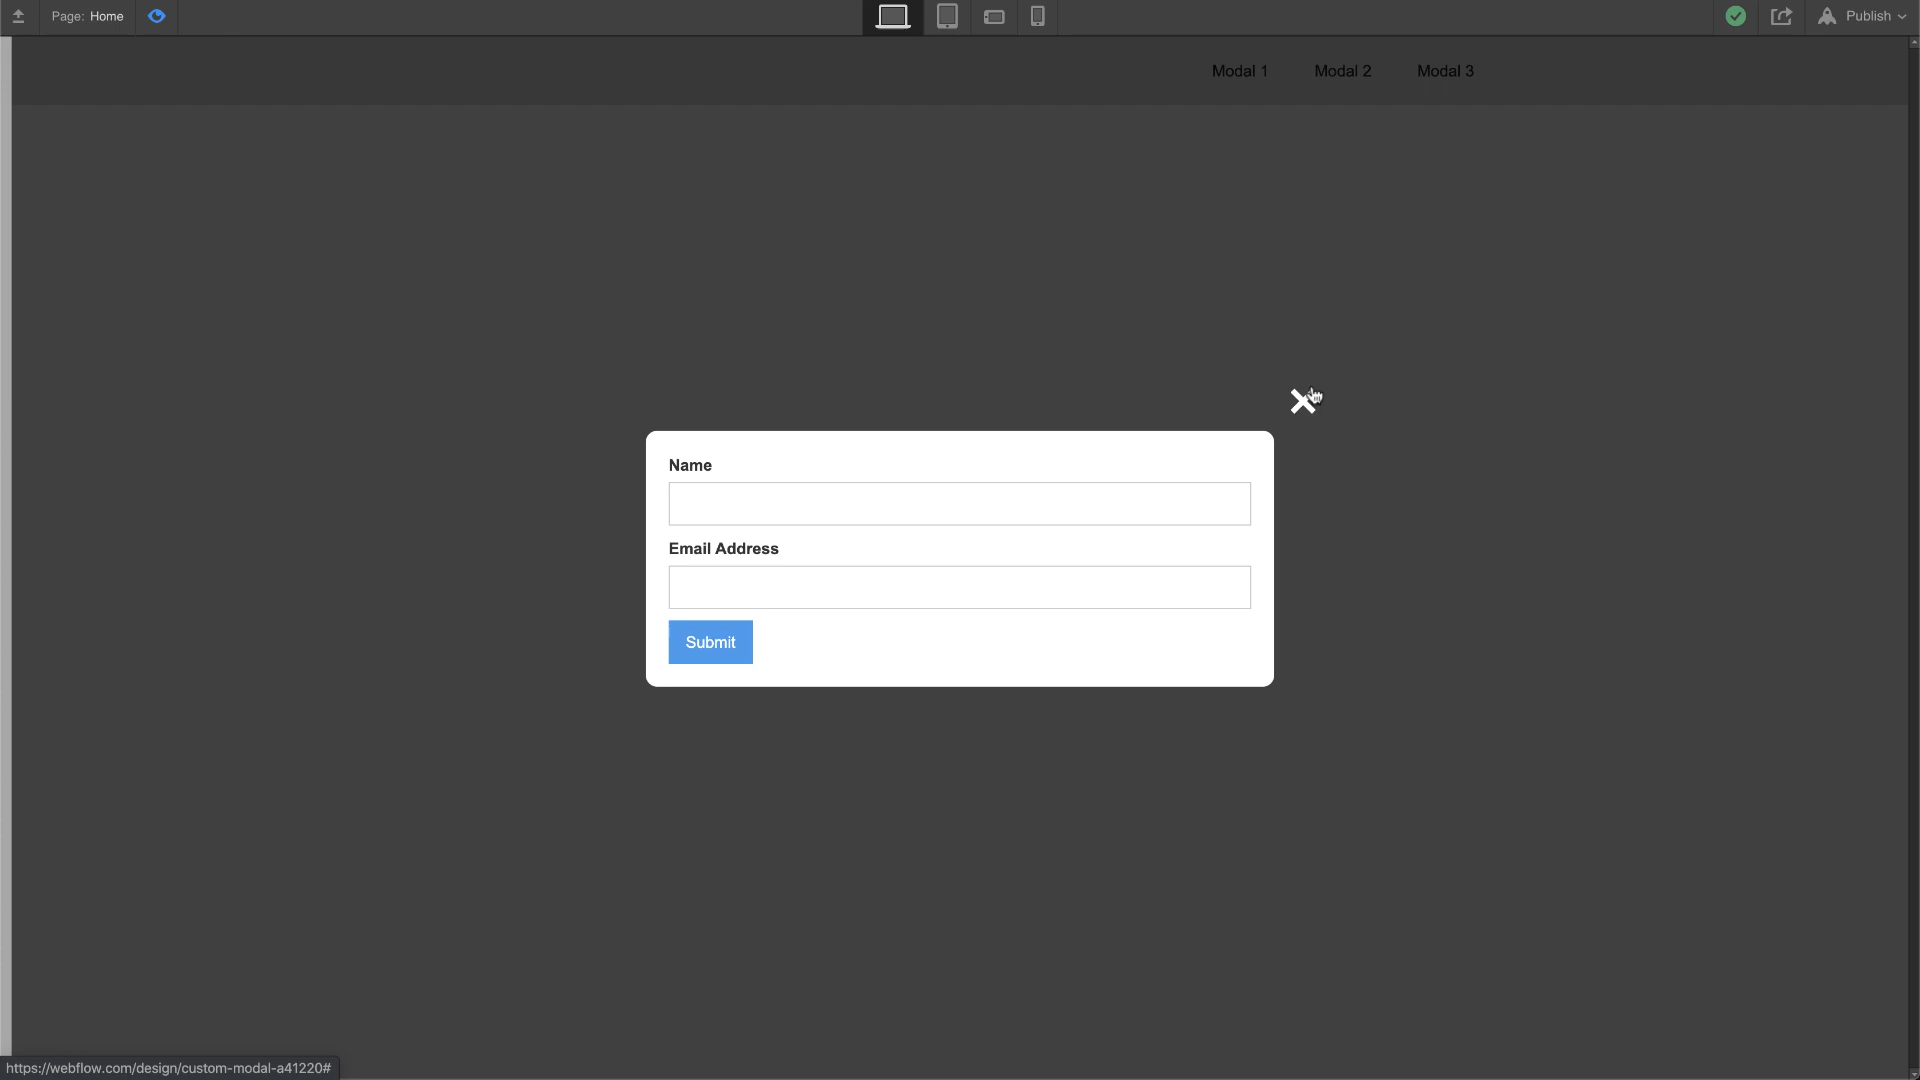 Page: Home
Publish
Modal 1 Modal 2 Modal 3
Name
Email Address
Submit
https://webflow.com/design/custom-modal-a41220#